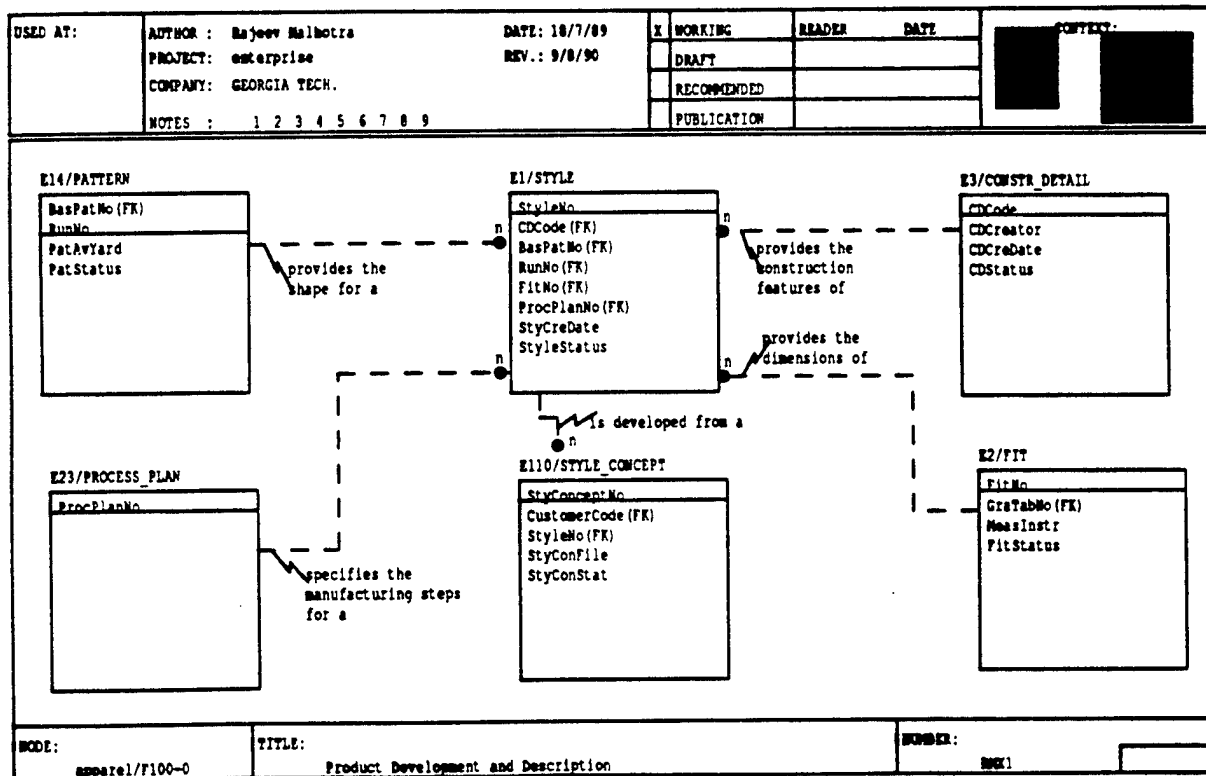 USED AT:
AUTHOR : Rajeev Malhotra
DATE: 18/7/89
PROJECT: enterprise
REV.: 9/8/90
COMPANY: GEORGIA TECH.
NOTES : 1 2 3 4 5 6 7 8 9
X WORKING
DRAFT
RECOMMENDED
PUBLICATION
READER DATE
CONTEXT:
E14/PATTERN
BasPatNo(FK)
RunNo
PatAvYard
PatStatus
provides the
shape for a
n
E1/STYLE
StyleNo
CDCode(FK)
BasPatNo(FK)
RunNo(FK)
FitNo(FK)
ProcPlanNo(FK)
StyCreDate
StyleStatus
n
n
provides the
construction
features of
E3/CONSTR_DETAIL
CDCode
CDCreator
CDCreDate
CDStatus
n
provides the
dimensions of
is developed from a
n
E23/PROCESS_PLAN
ProcPlanNo
specifies the
manufacturing steps
for a
E110/STYLE_CONCEPT
StyConceptNo
CustomerCode(FK)
StyleNo(FK)
StyConFile
StyConStat
E2/FIT
FitNo
GraTabNo(FK)
MeasInstr
FitStatus
NODE:
apparel/F100-0
TITLE:
Product Development and Description
NUMBER: